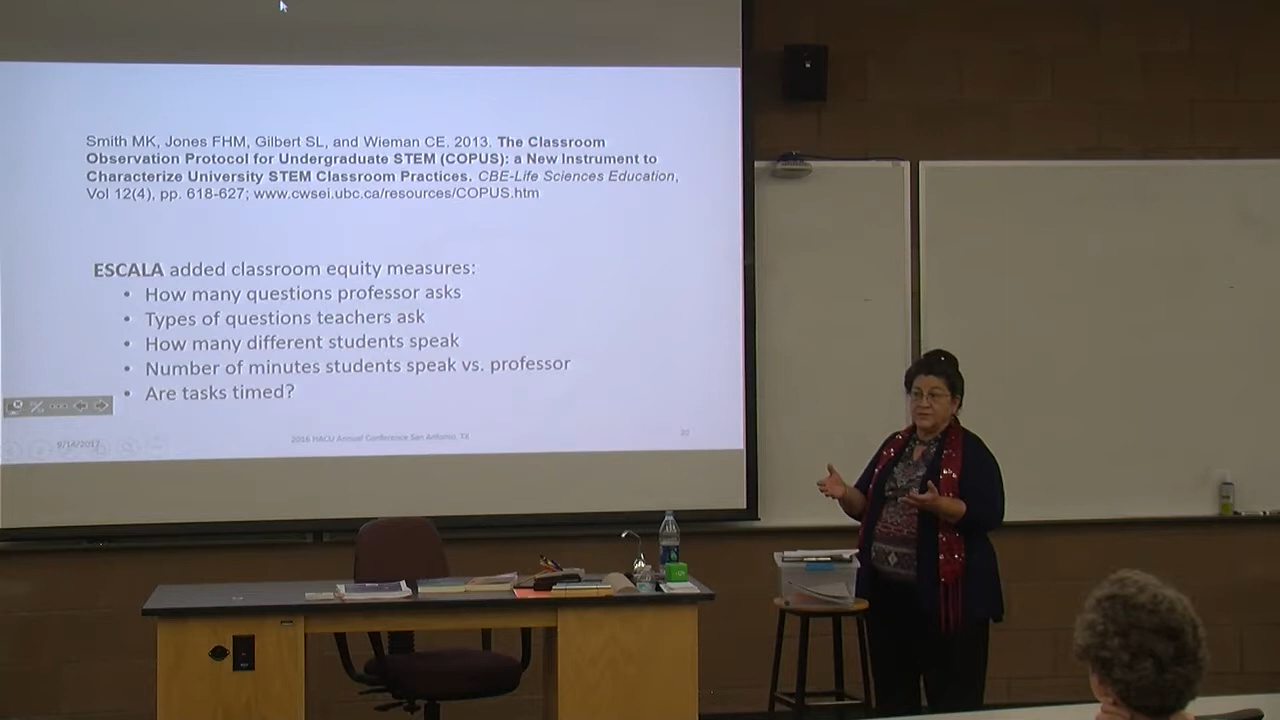 Smith MK, Jones FHM, Gilbert SL, and Wieman CE. 2013. The Classroom
Observation Protocol for Undergraduate STEM (COPUS): a New Instrument to
Characterize University STEM Classroom Practices. CBE-Life Sciences Education,
Vol 12(4), pp. 618-627; www.cwsei.ubc.ca/resources/COPUS.htm
ESCALA added classroom equity measures:
• How many questions professor asks
• Types of questions teachers ask
• How many different students speak
• Number of minutes students speak vs. professor
• Are tasks timed?
9/14/2017
2016 HACU Annual Conference San Antonio, TX
20